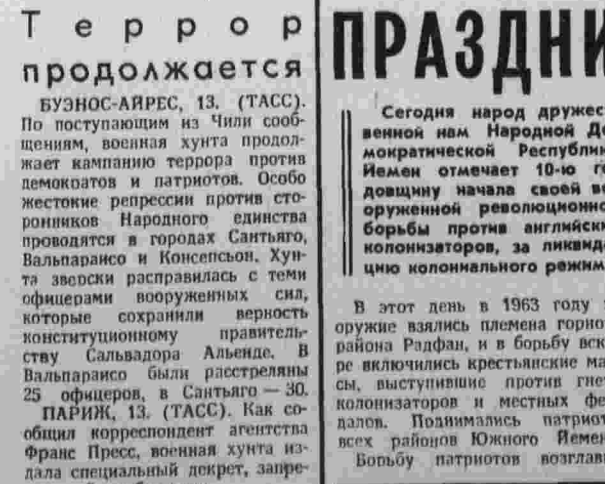 Террор
продолжается
БУЭНОС-АЙРЕС, 13. (ТАСС).
По поступающим из Чили сооб-
щениям, военная хунта продол-
жает кампанию террора против
демократов и патриотов. Особо
жестокие репрессии против сто-
ронников Народного единства
проводятся в городах Сантьяго,
Вальпараисо и Консепсьон. Хун-
та зверски расправилась с теми
офицерами вооруженных сил,
которые сохранили верность
конституционному правитель-
ству Сальвадора Альенде. В
Вальпараисо были расстреляны
25 офицеров, в Сантьяго — 30.
ПАРИЖ, 13. (ТАСС). Как со-
общил корреспондент агентства
Франс Пресс, военная хунта из-
дала специальный декрет, запре-
ПРАЗДНИ
Сегодня народ дружес
венной нам Народной Де
мократической Республик
Йемен отмечает 10-ю го
довщину начала своей во
оруженной революционно
борьбы против английски
колонизаторов, за ликвида
цию колониального режим
В этот день в 1963 году
оружие взялись племена горно
района Радфан, и в борьбу вск
ре включились крестьянские ма
сы, выступившие против гне
колонизаторов и местных фе
далов. Поднимались патриот
всех районов Южного Йемен
Борьбу патриотов возглави